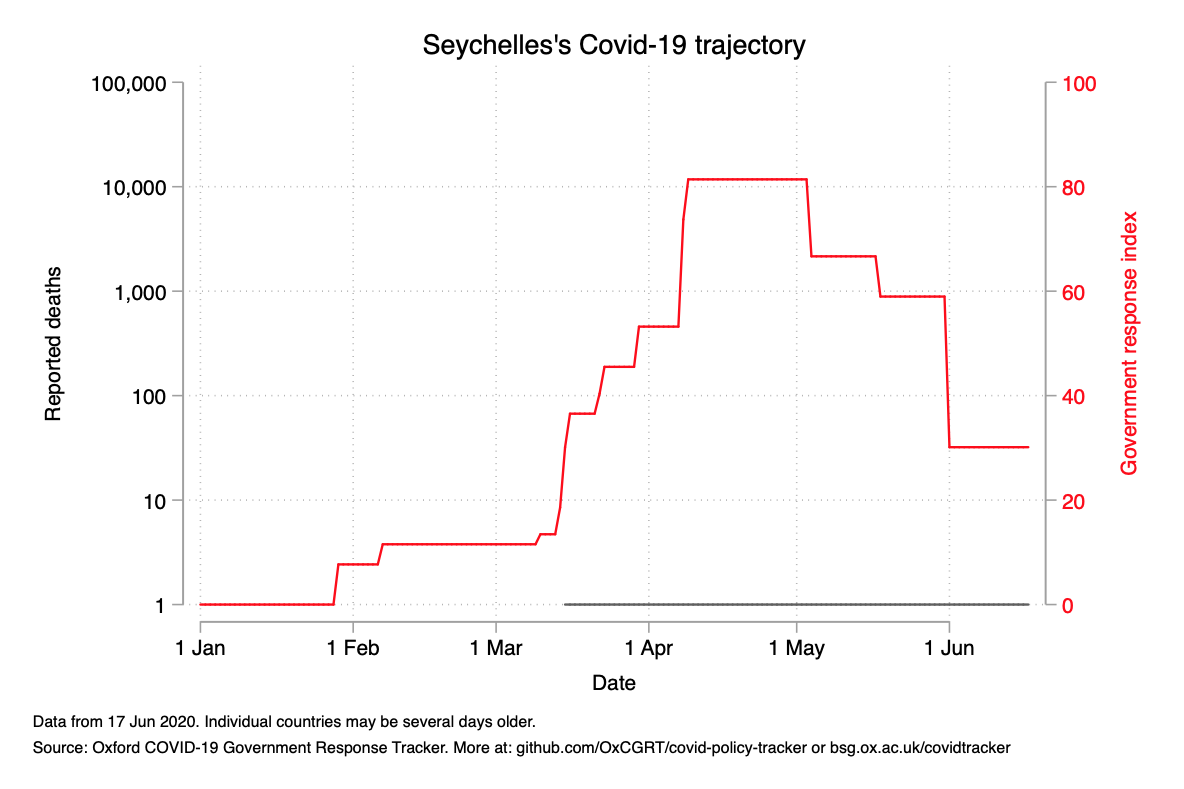 Seychelles's Covid-19 trajectory
100,000
10,000
1,000
100
10
1
Reported deaths
100
80
60
40
20
0
Government response index
1 Jan
1 Feb
1 Mar
1 Apr
1 May
1 Jun
Date
Data from 17 Jun 2020. Individual countries may be several days older.
Source: Oxford COVID-19 Government Response Tracker. More at: github.com/OxCGRT/covid-policy-tracker or bsg.ox.ac.uk/covidtracker